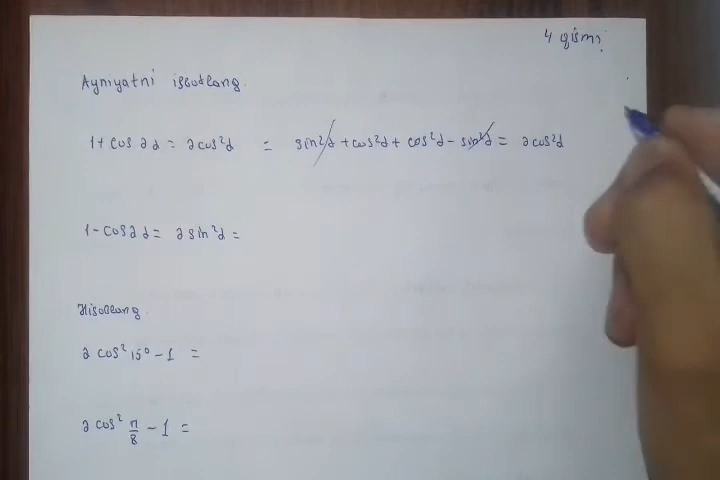 4 qismi
Ayniyatni isbotlang.
1+cos2α = 2cos²α = sin²α + cos²α + cos²α - sin²α = 2cos²α
1-cos2α = 2sin²α =
Hisoblang
2cos²15° - 1 =
2cos² π/8 - 1 =